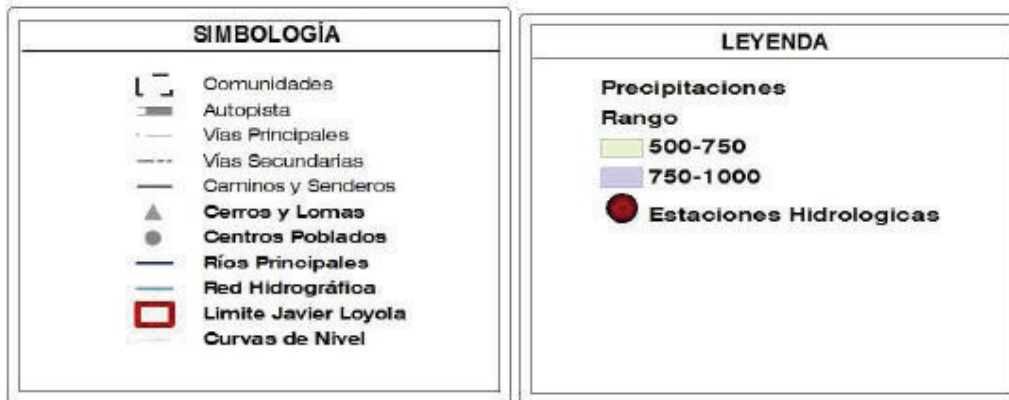 SIMBOLOGÍA
Comunidades
Autopista
Vías Principales
Vías Secundarias
Caminos y Senderos
Cerros y Lomas
Centros Poblados
Ríos Principales
Red Hidrográfica
Limite Javier Loyola
Curvas de Nivel
LEYENDA
Precipitaciones
Rango
500-750
750-1000
Estaciones Hidrologicas